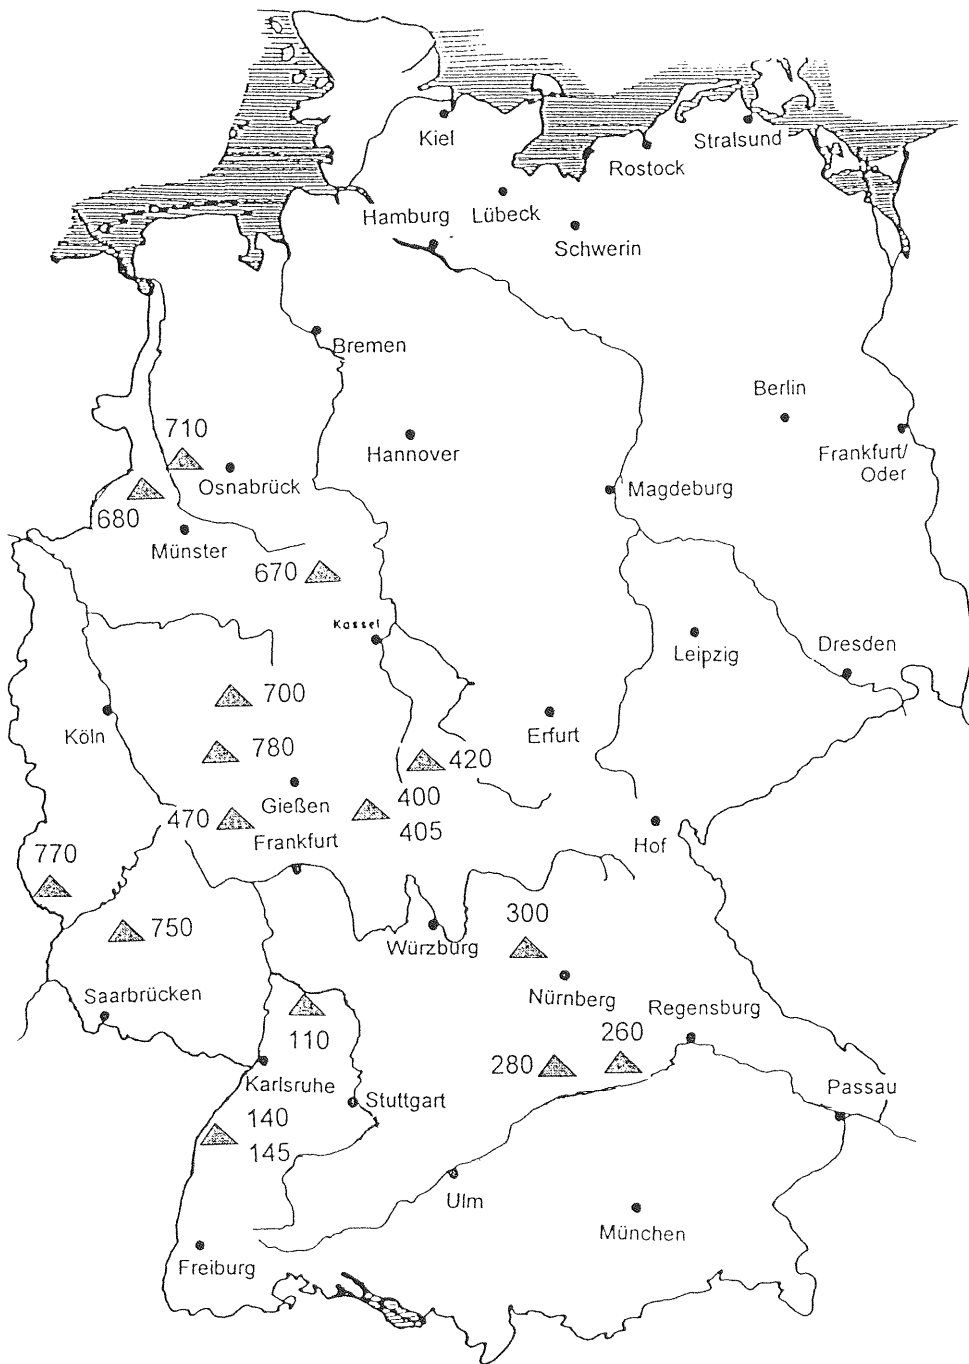 Kiel
Stralsund
Rostock
Hamburg
Lübeck
Schwerin
Bremen
Berlin
710
Hannover
Frankfurt/
Oder
Osnabrück
Magdeburg
680
Münster
670
Kassel
Leipzig
Dresden
700
Köln
Erfurt
780
420
Gießen
400
470
405
Frankfurt
Hof
770
300
750
Würzburg
Nürnberg
Saarbrücken
Regensburg
110
260
280
Karlsruhe
Stuttgart
Passau
140
145
Ulm
München
Freiburg